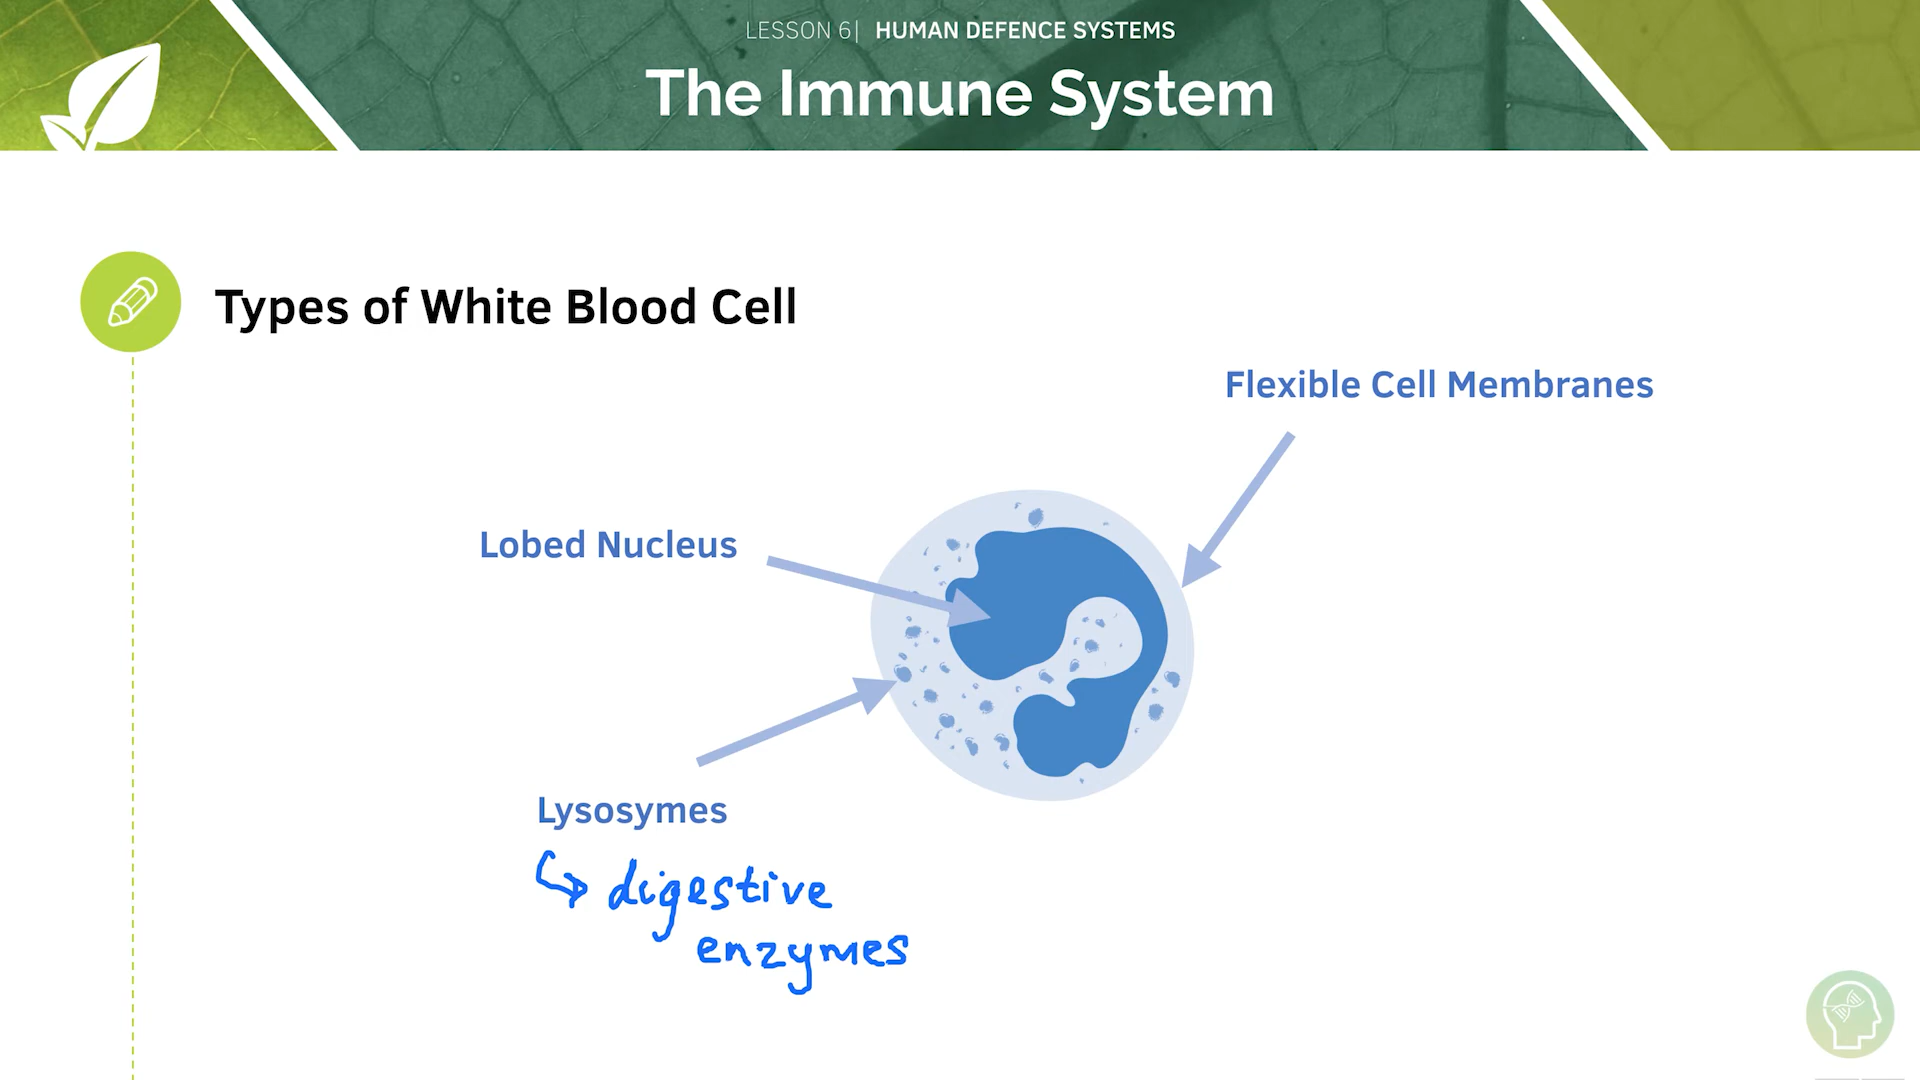 LESSON 6| HUMAN DEFENCE SYSTEMS
The Immune System
Types of White Blood Cell
Flexible Cell Membranes
Lobed Nucleus
Lysosymes
↳ digestive
enzymes